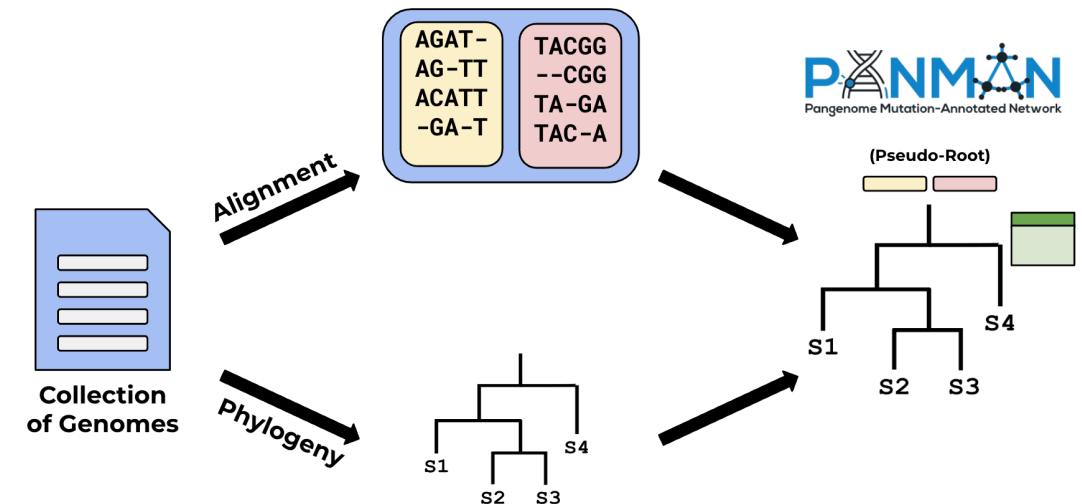 AGAT-
AG-TT
ACATT
-GA-T
TACGG
--CGG
TA-GA
TAC-A
PANMAN
Pangenome Mutation-Annotated Network
(Pseudo-Root)
Alignment
Collection
of Genomes
Phylogeny
S1
S2
S3
S4
S1
S2
S3
S4